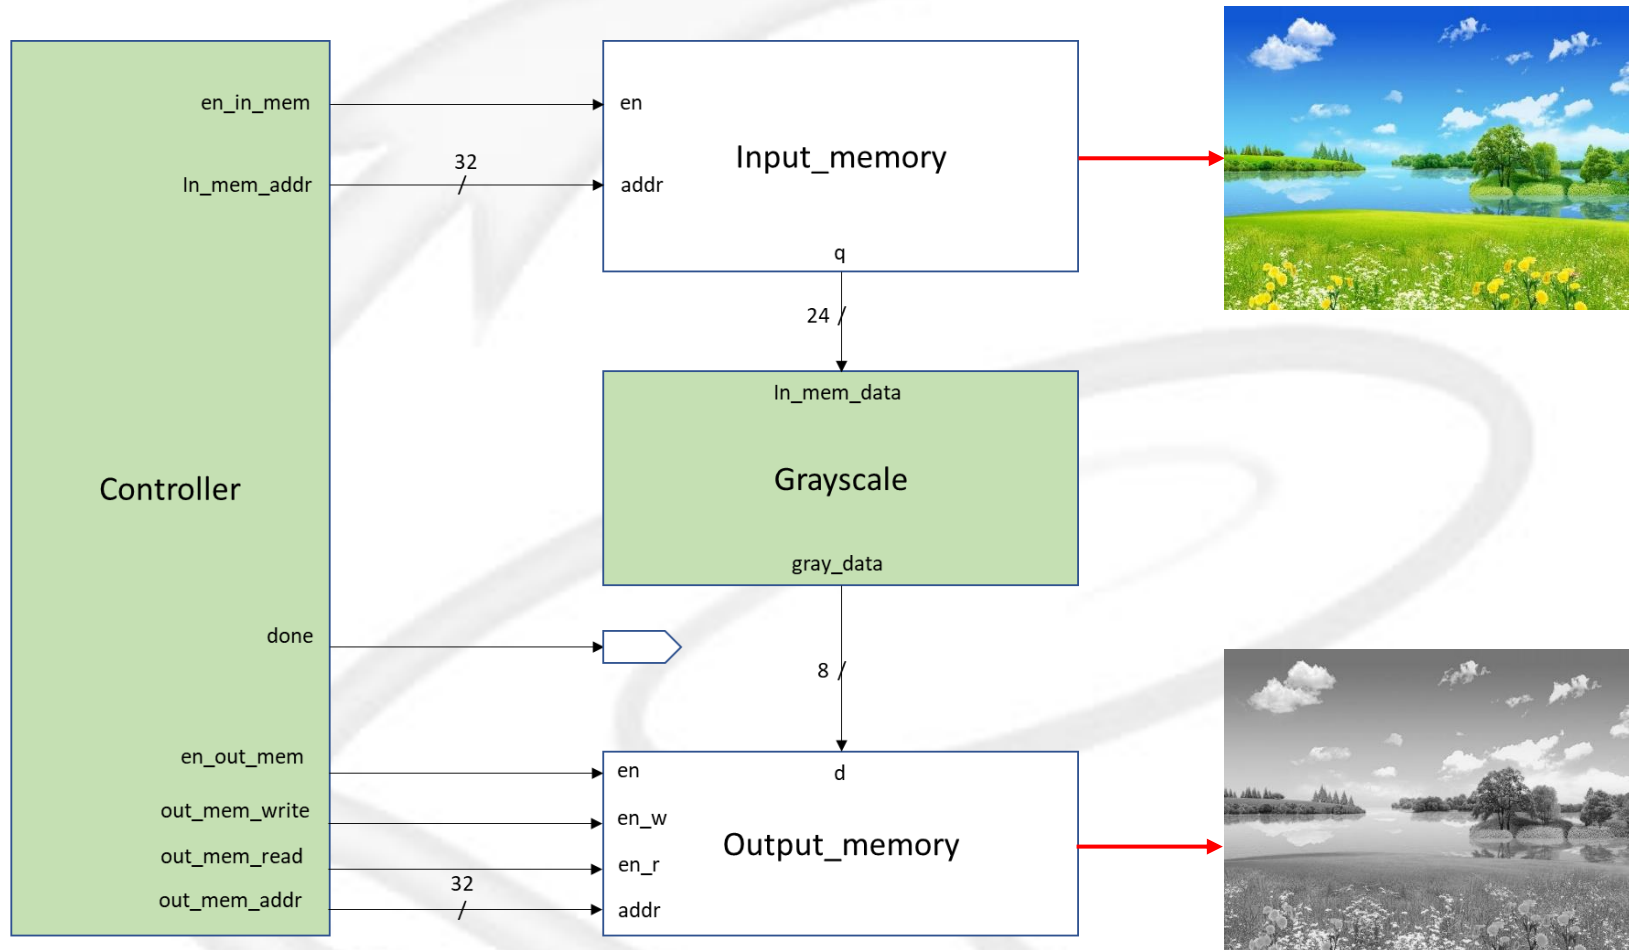 en_in_mem
en
Input_memory
32
In_mem_addr
addr
q
24
In_mem_data
Grayscale
Controller
gray_data
done
8
en_out_mem
en
d
out_mem_write
en_w
Output_memory
out_mem_read
en_r
32
out_mem_addr
addr